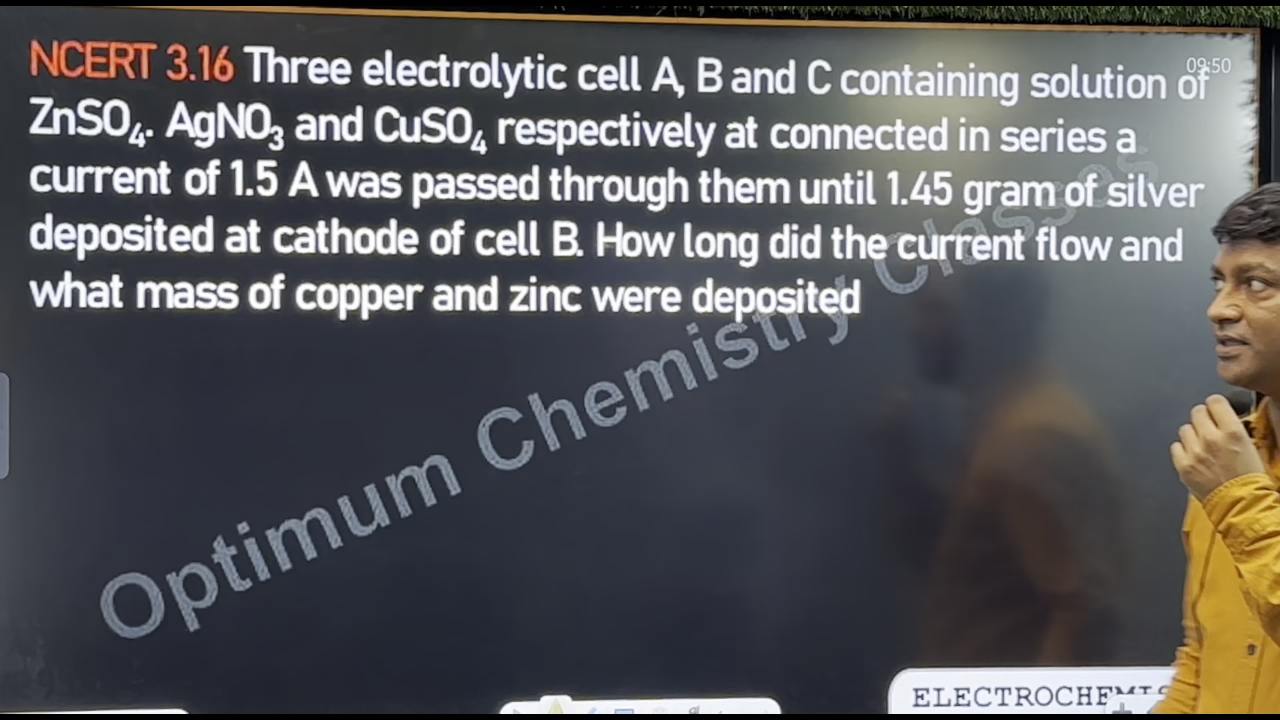 NCERT 3.16 Three electrolytic cell A, B and C containing solution of
09:50
ZnSO₄. AgNO₃ and CuSO₄ respectively at connected in series a
current of 1.5 A was passed through them until 1.45 gram of silver
deposited at cathode of cell B. How long did the current flow and
what mass of copper and zinc were deposited
Optimum Chemistry Classes